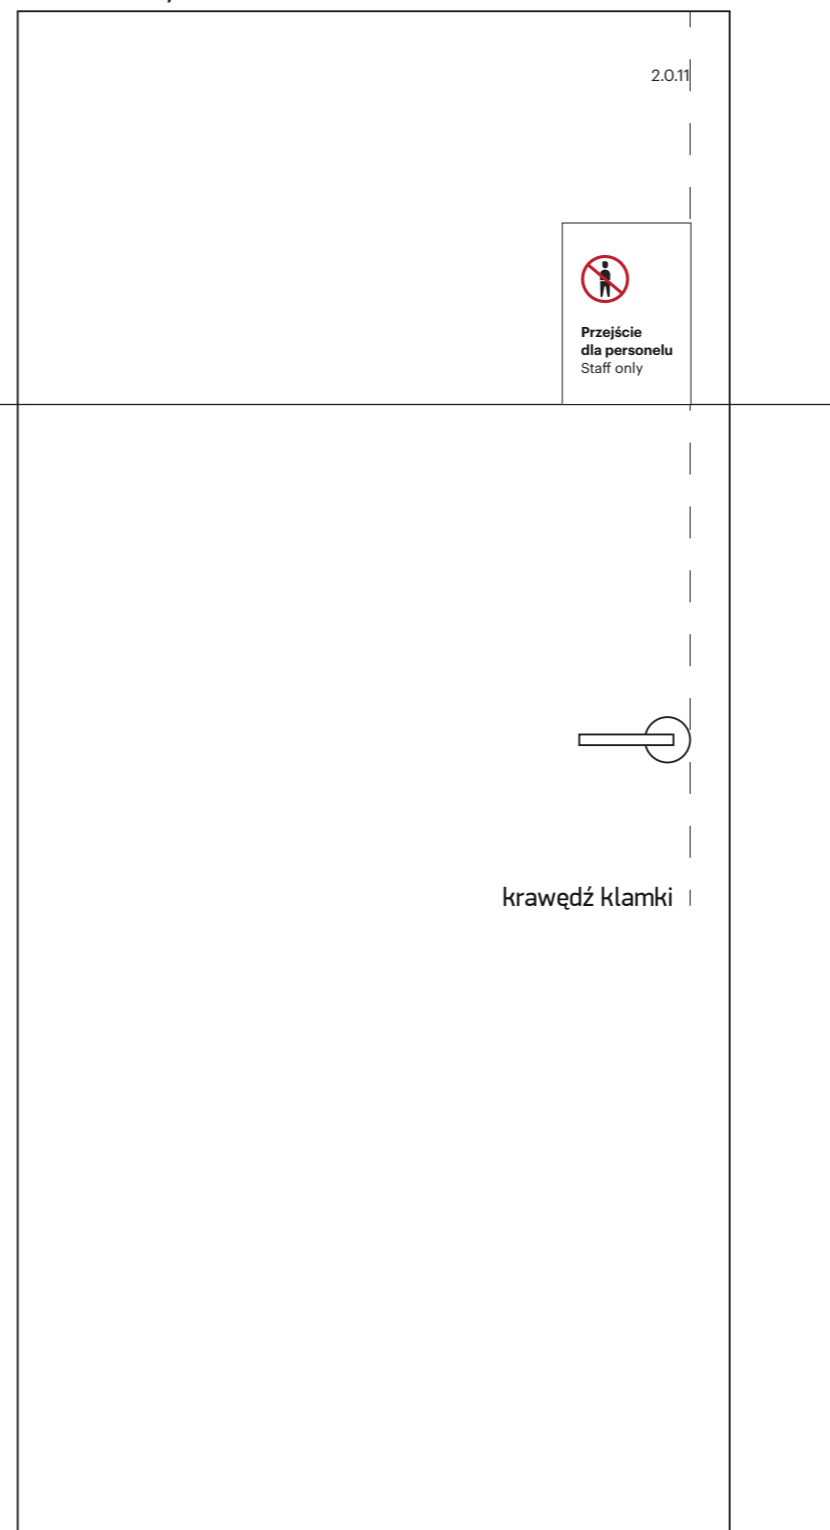 2.0.11
Przejście
dla personelu
Staff only
krawędź klamki